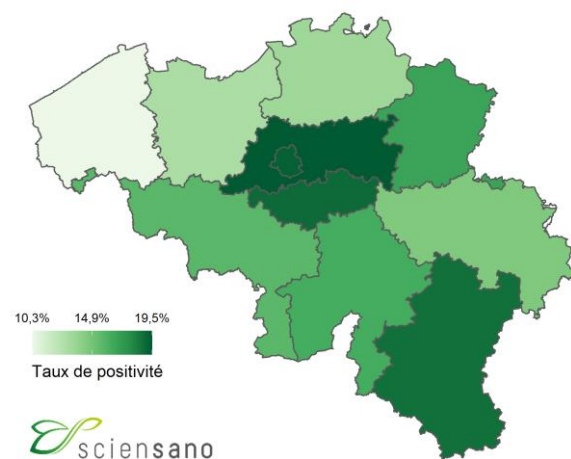 10,3% 14,9% 19,5%
Taux de positivité
sciensano